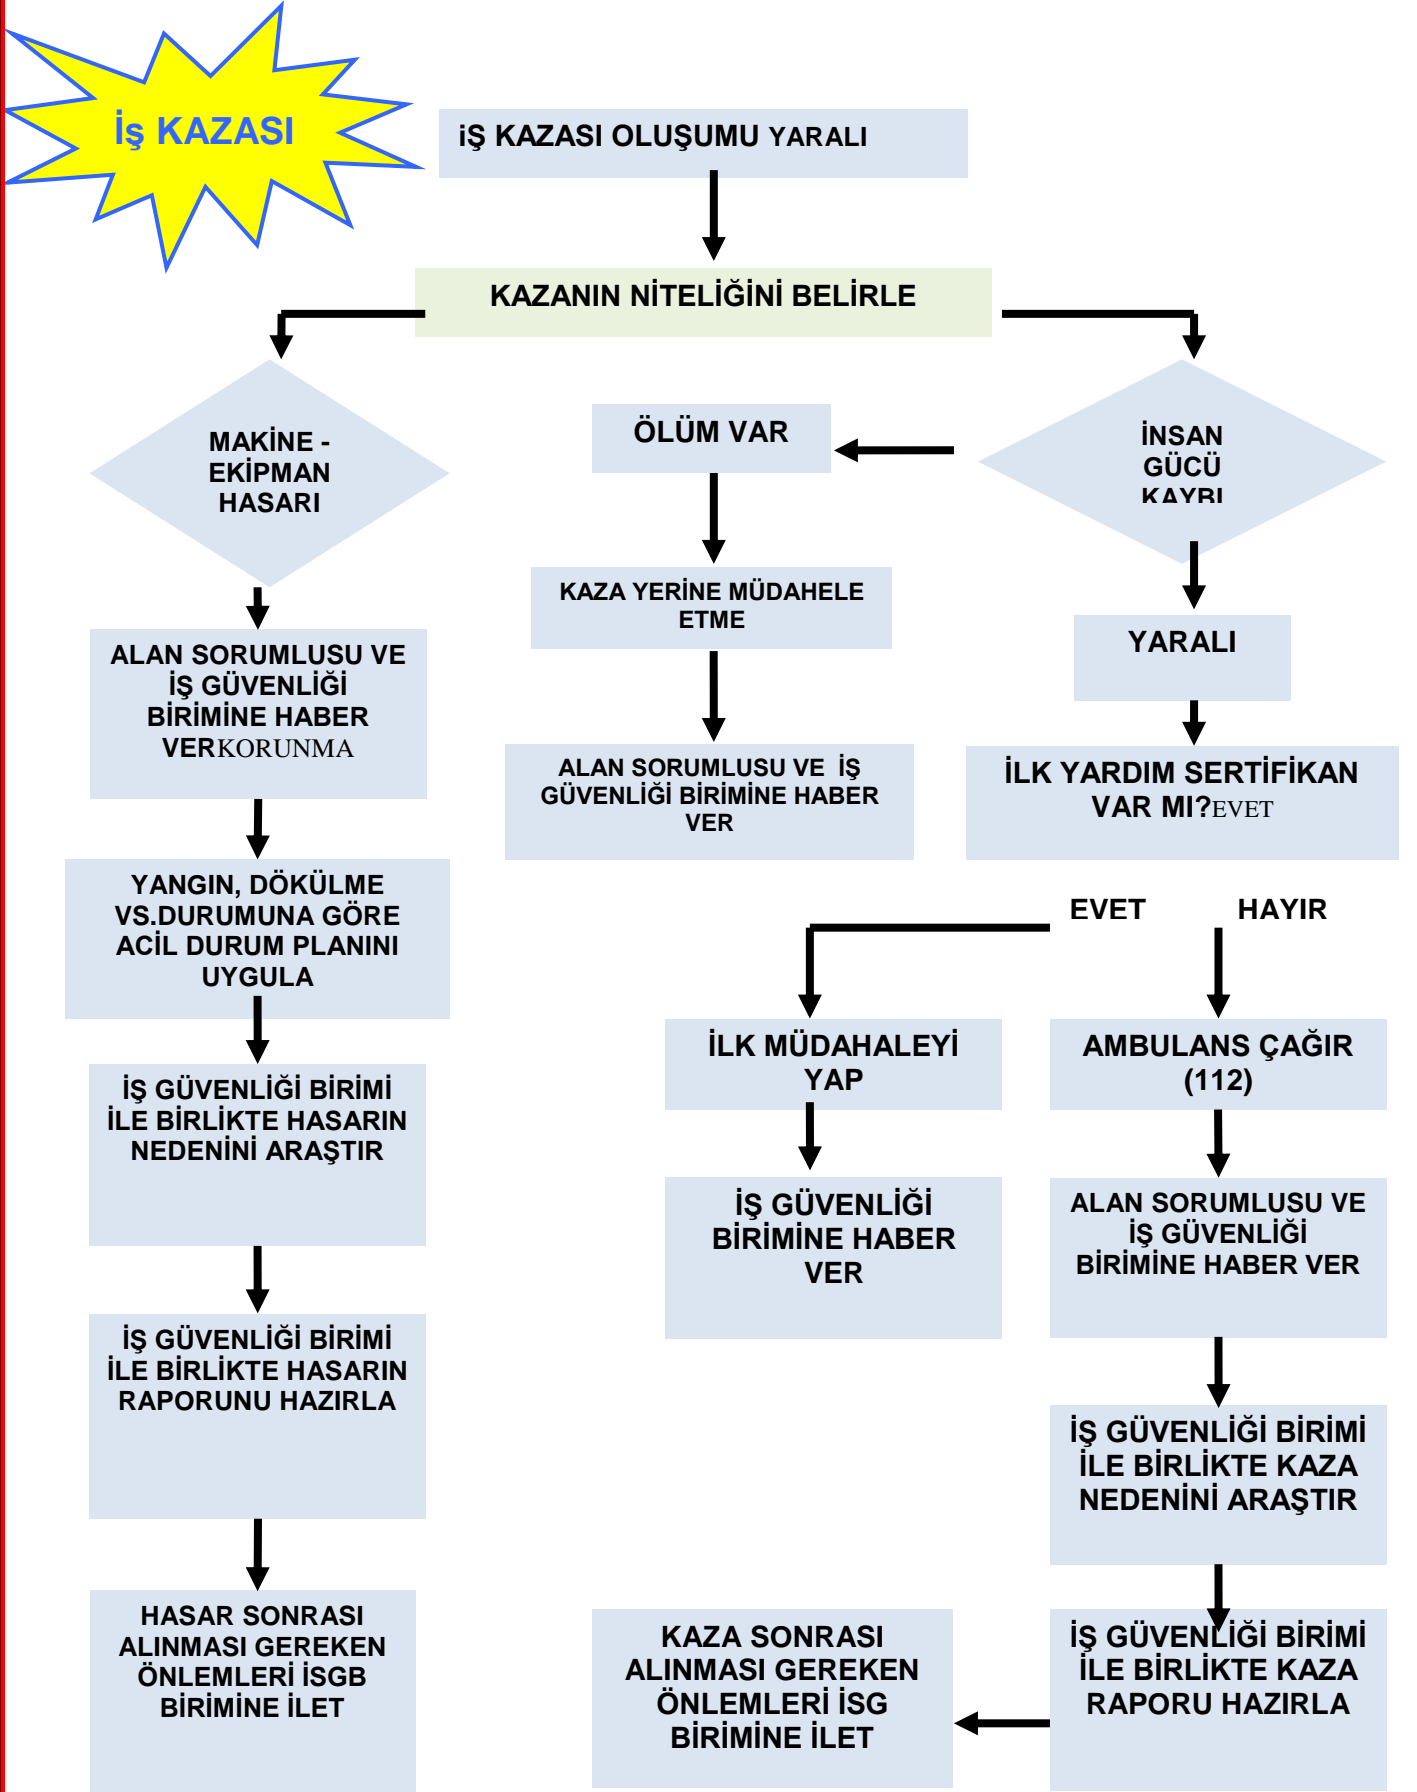 İş KAZASI
iŞ KAZASI OLUŞUMU YARALI
KAZANIN NİTELİĞİNİ BELİRLE
MAKİNE -
EKİPMAN
HASARI
ÖLÜM VAR
İNSAN
GÜCÜ
KAYBI
KAZA YERİNE MÜDAHELE
ETME
YARALI
ALAN SORUMLUSU VE
İŞ GÜVENLİĞİ
BİRİMİNE HABER
VERKORUNMA
ALAN SORUMLUSU VE İŞ
GÜVENLİĞİ BİRİMİNE HABER
VER
İLK YARDIM SERTİFİKAN
VAR MI?EVET
YANGIN, DÖKÜLME
VS.DURUMUNA GÖRE
ACİL DURUM PLANINI
UYGULA
EVET HAYIR
İLK MÜDAHALEYİ
YAP
AMBULANS ÇAĞIR
(112)
İŞ GÜVENLİĞİ BİRİMİ
İLE BİRLİKTE HASARIN
NEDENİNİ ARAŞTIR
İŞ GÜVENLİĞİ
BİRİMİNE HABER
VER
ALAN SORUMLUSU VE
İŞ GÜVENLİĞİ
BİRİMİNE HABER VER
İŞ GÜVENLİĞİ BİRİMİ
İLE BİRLİKTE HASARIN
RAPORUNU HAZIRLA
İŞ GÜVENLİĞİ BİRİMİ
İLE BİRLİKTE KAZA
NEDENİNİ ARAŞTIR
HASAR SONRASI
ALINMASI GEREKEN
ÖNLEMLERİ İSGB
BİRİMİNE İLET
KAZA SONRASI
ALINMASI GEREKEN
ÖNLEMLERİ İSG
BİRİMİNE İLET
İŞ GÜVENLİĞİ BİRİMİ
İLE BİRLİKTE KAZA
RAPORU HAZIRLA